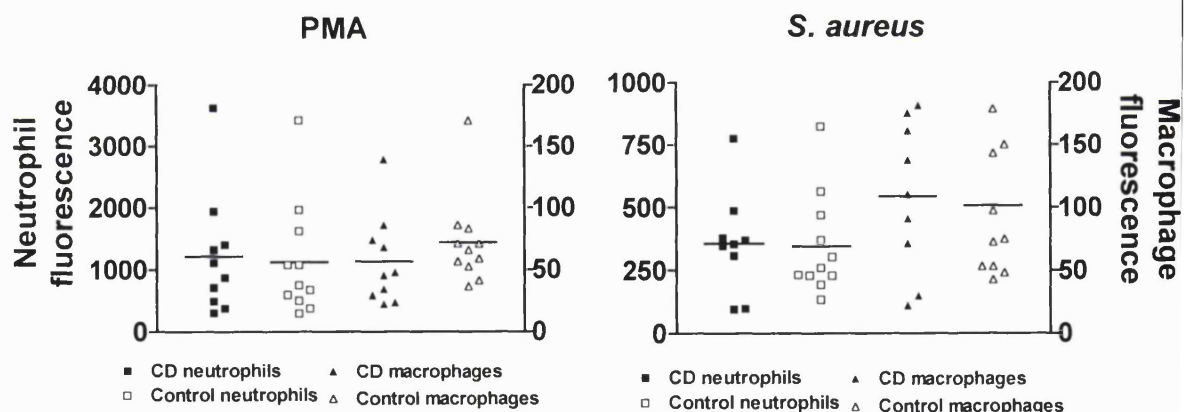 PMA
Neutrophil
fluorescence
4000
3000
2000
1000
0
200
150
100
50
0
■ CD neutrophils ▲ CD macrophages
□ Control neutrophils △ Control macrophages
S. aureus
1000
750
500
250
0
200
150
100
50
0
Macrophage
fluorescence
■ CD neutrophils ▲ CD macrophages
□ Control neutrophils △ Control macrophages